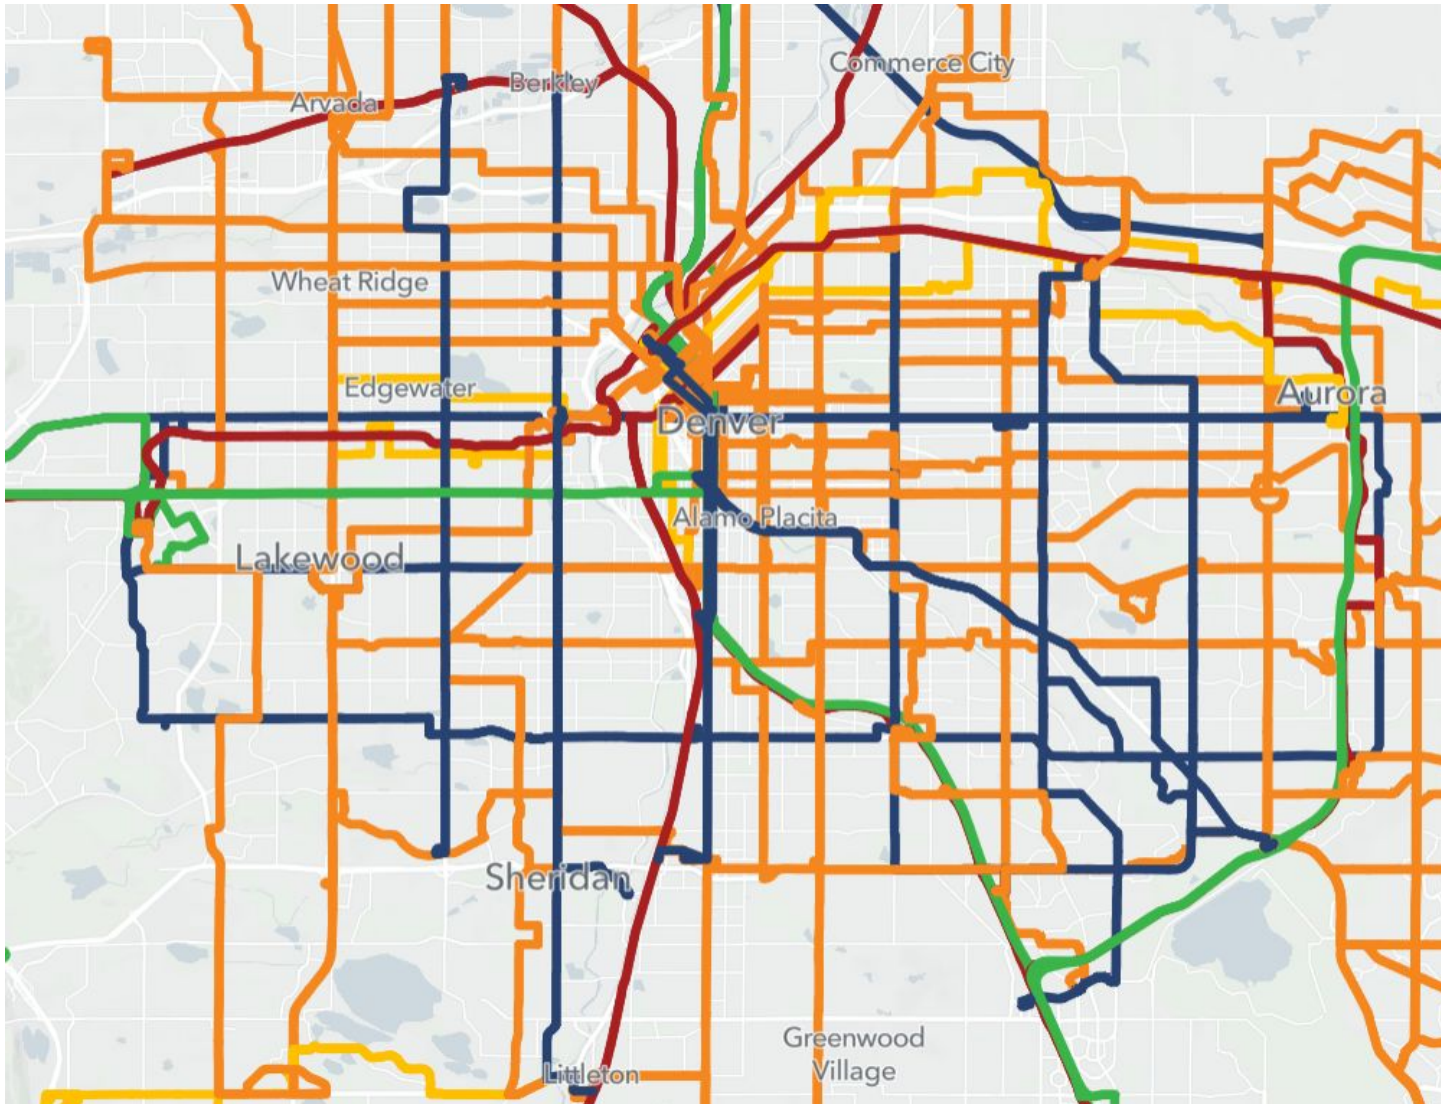 Commerce City
Berkley
Arvada
Wheat Ridge
Edgewater
Aurora
Denver
Alamo Placita
Lakewood
Sheridan
Greenwood
Village
Littleton